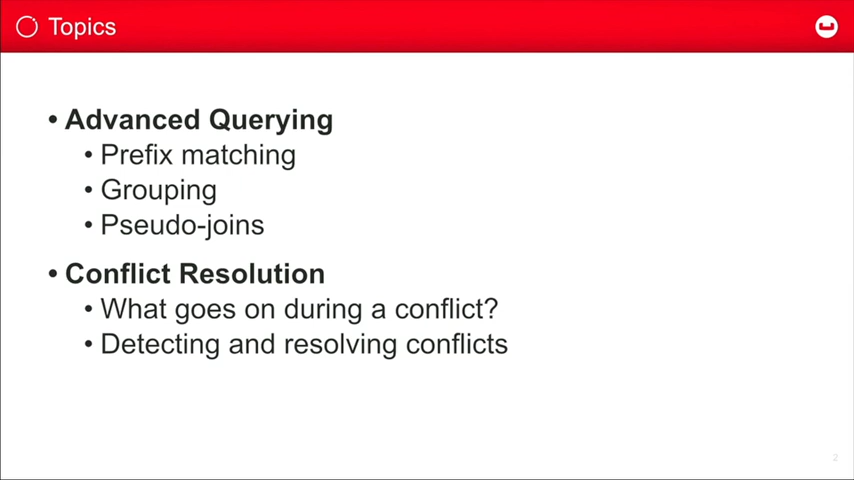 Topics
• Advanced Querying
• Prefix matching
• Grouping
• Pseudo-joins
• Conflict Resolution
• What goes on during a conflict?
• Detecting and resolving conflicts
2